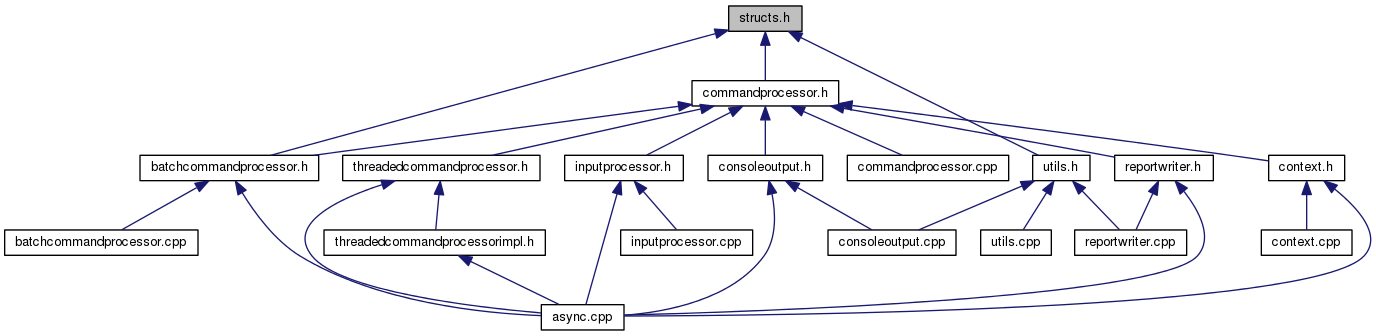 structs.h
commandprocessor.h
batchcommandprocessor.h
threadedcommandprocessor.h
inputprocessor.h
consoleoutput.h
commandprocessor.cpp
utils.h
reportwriter.h
context.h
batchcommandprocessor.cpp
threadedcommandprocessorimpl.h
inputprocessor.cpp
consoleoutput.cpp
utils.cpp
reportwriter.cpp
context.cpp
async.cpp